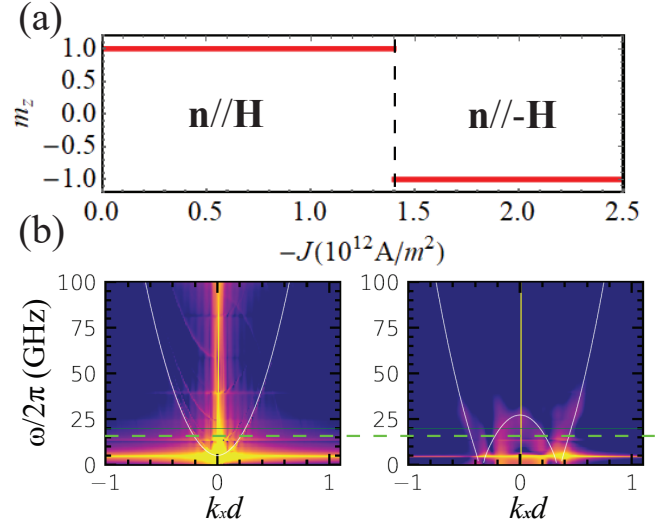 (a)
1.0
0.5
0.0
−0.5
−1.0
m_z
n//H
n//-H
0.0 0.5 1.0 1.5 2.0 2.5
−J(10^12 A/m^2)
(b)
ω/2π (GHz)
100
75
50
25
0
−1 0 1
k_x d
100
75
50
25
0
−1 0 1
k_x d